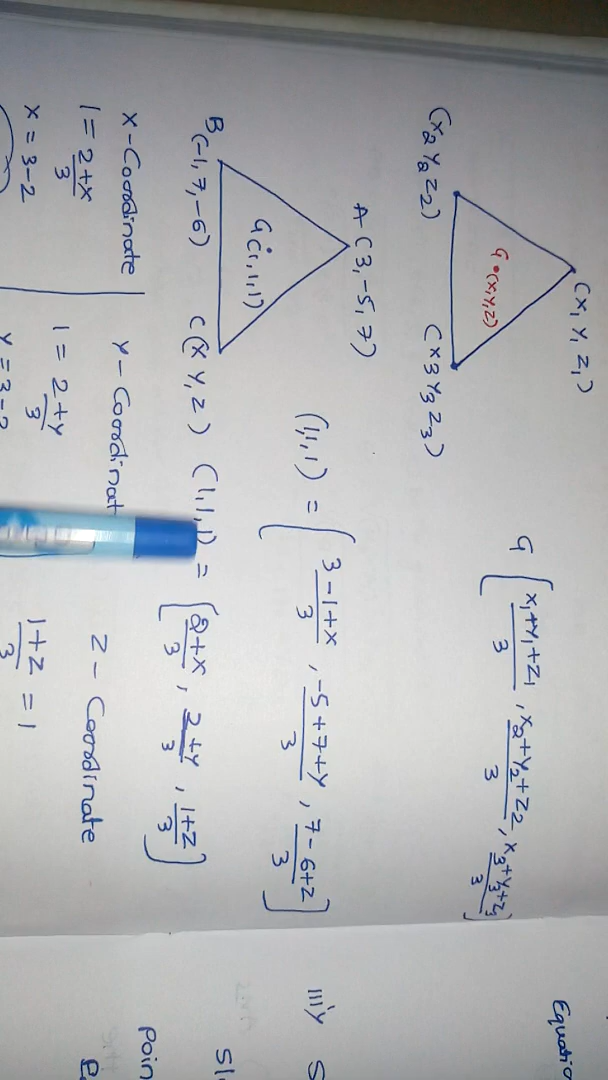 (x₁ y₁ z₁)
G (x,y,z)
(x₂ y₂ z₂) (x₃ y₃ z₃)
G [ (x₁+y₁+z₁)/3 , (x₂+y₂+z₂)/3 , (x₃+y₃+z₃)/3 ]
A (3, -5, 7)
G (1,1,1)
B (-1, 7, -6) C (x y, z)
(1,1,1) = [ (3-1+x)/3 , (-5+7+y)/3 , (7-6+z)/3 ]
(1,1,1) = [ (2+x)/3 , (2+y)/3 , (1+z)/3 ]
x-Coordinate
1 = (2+x)/3
x = 3-2
y-Coordinat
1 = (2+y)/3
y = 3-2
z-Coordinate
(1+z)/3 = 1
Equatio
111'y S
sl
poin